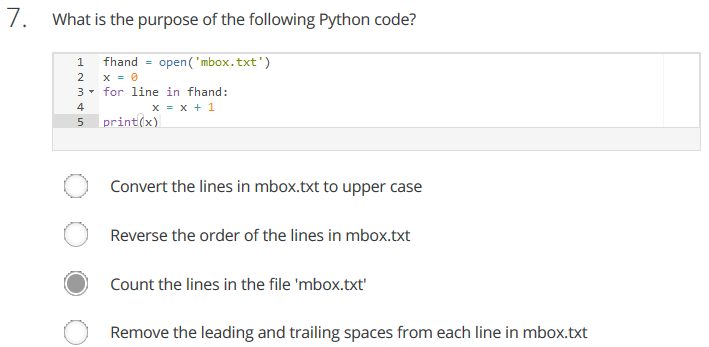 7. What is the purpose of the following Python code?
1 fhand = open('mbox.txt')
2 x = 0
3 for line in fhand:
4 x = x + 1
5 print(x)
Convert the lines in mbox.txt to upper case
Reverse the order of the lines in mbox.txt
Count the lines in the file 'mbox.txt'
Remove the leading and trailing spaces from each line in mbox.txt